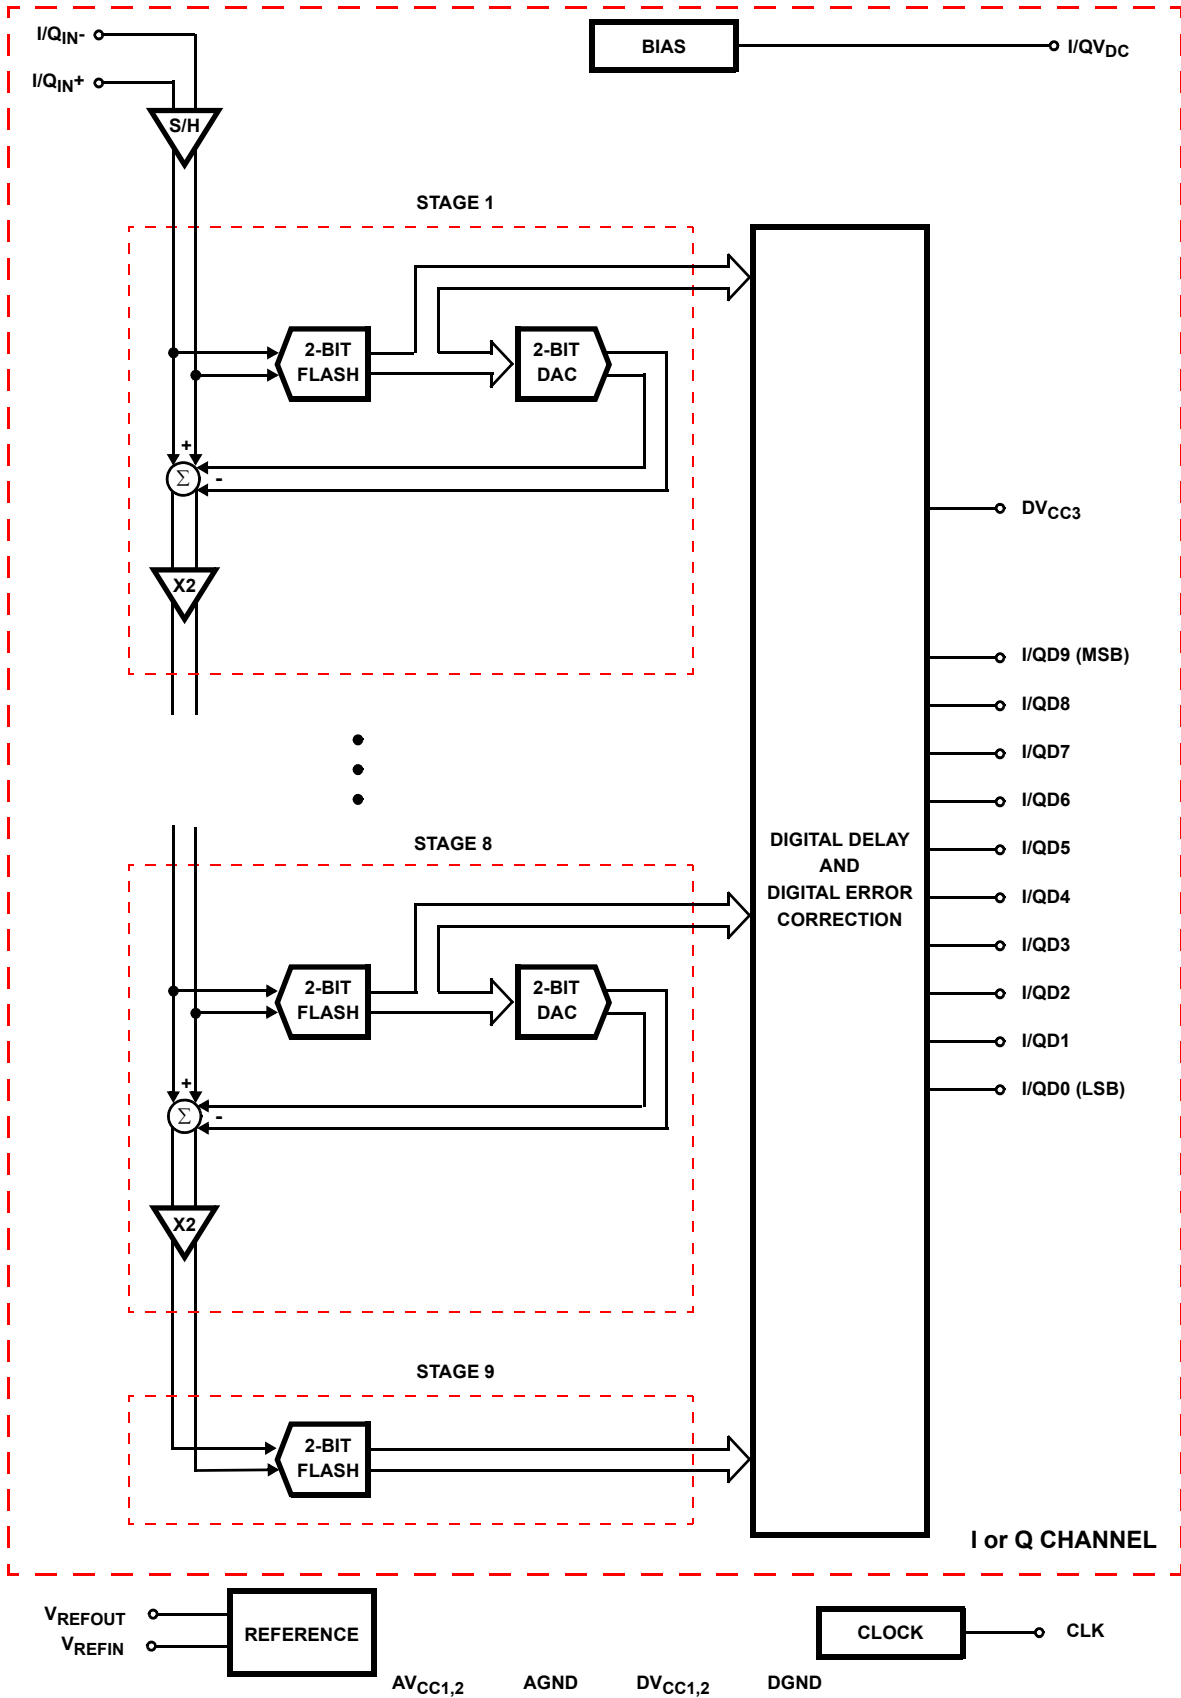 I/QIN-
BIAS
I/QVDC
I/QIN+
S/H
STAGE 1
2-BIT
FLASH
2-BIT
DAC
+
Σ
-
DVCC3
X2
I/QD9 (MSB)
I/QD8
I/QD7
I/QD6
STAGE 8
DIGITAL DELAY
AND
DIGITAL ERROR
CORRECTION
I/QD5
I/QD4
I/QD3
2-BIT
FLASH
2-BIT
DAC
I/QD2
I/QD1
+
Σ
-
I/QD0 (LSB)
X2
STAGE 9
2-BIT
FLASH
I or Q CHANNEL
VREFOUT
VREFIN
REFERENCE
CLOCK
CLK
AVCC1,2 AGND DVCC1,2 DGND